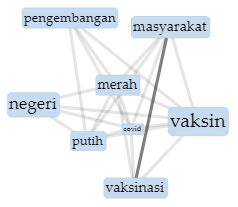 pengembangan
masyarakat
merah
negeri
vaksin
covid
putih
vaksinasi